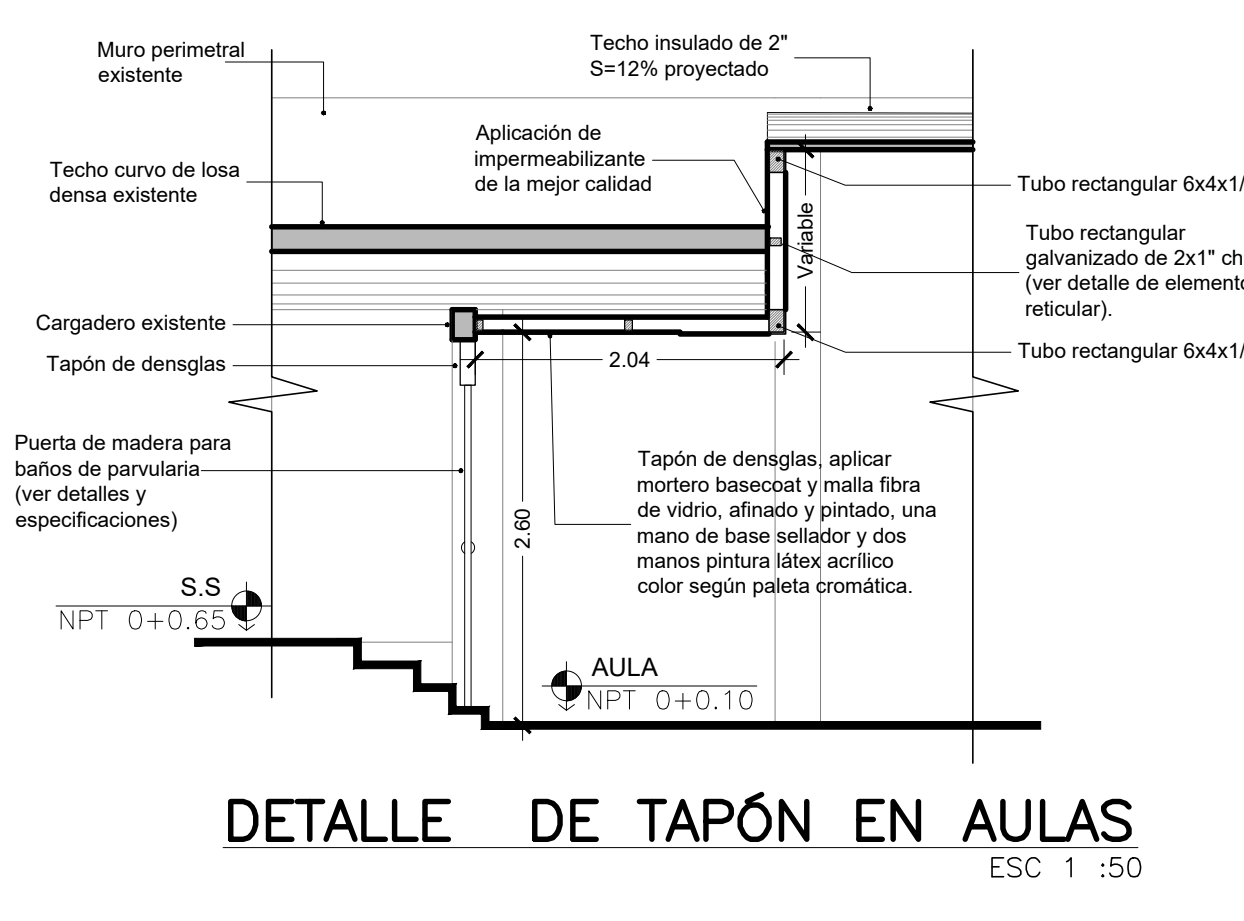 Muro perimetral
existente
Techo insulado de 2"
S=12% proyectado
Aplicación de
impermeabilizante
de la mejor calidad
Techo curvo de losa
densa existente
Tubo rectangular 6x4x1/
Variable
Tubo rectangular
galvanizado de 2x1" ch
(ver detalle de elemento
reticular).
Cargadero existente
Tapón de densglas
2.04
Tubo rectangular 6x4x1/
Puerta de madera para
baños de parvularia
(ver detalles y
especificaciones)
2.60
Tapón de densglas, aplicar
mortero basecoat y malla fibra
de vidrio, afinado y pintado, una
mano de base sellador y dos
manos pintura látex acrílico
color según paleta cromática.
S.S
NPT 0+0.65
AULA
NPT 0+0.10
DETALLE DE TAPÓN EN AULAS
ESC 1 :50